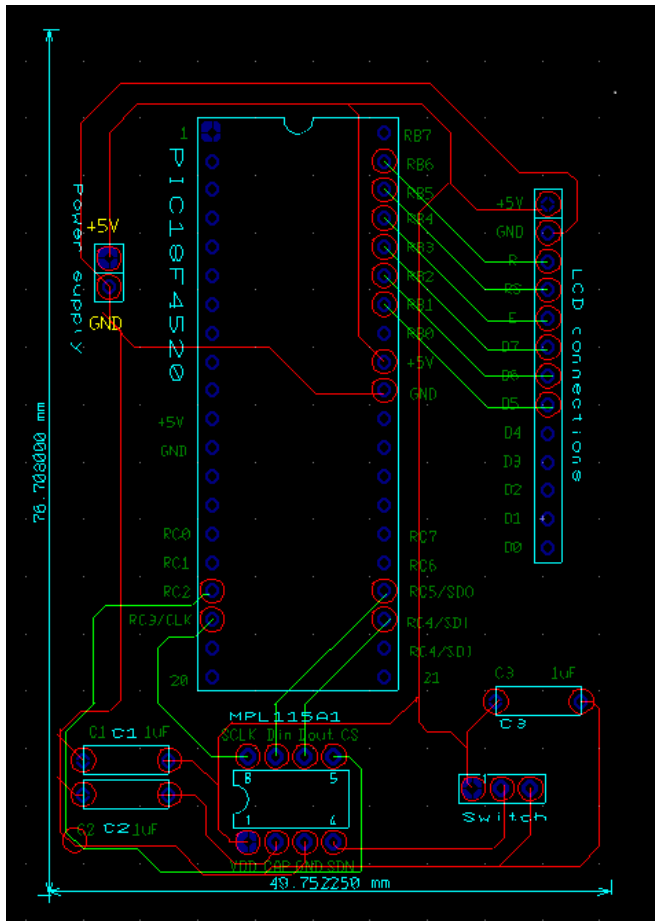 1
PIC18F4520
RB7
RB6
RB5
RB4
RB3
RB2
RB1
RB0
+5V
GND
Power supply
+5V
GND
+5V
GND
R
RS
E
D7
D6
D5
D4
D3
D2
D1
D0
LCD connections
+5V
GND
76.708000 mm
RC0
RC1
RC2
RC3/CLK
20
RC7
RC6
RC5/SDO
RC4/SDI
RC4/SDI
21
MPL115A1
SCLK Din Dout CS
8 5
1 4
VDD CAP GND SDN
C1 C1 1uF
C2 C2 1uF
C3 1uF
C3
1
Switch
49.752250 mm